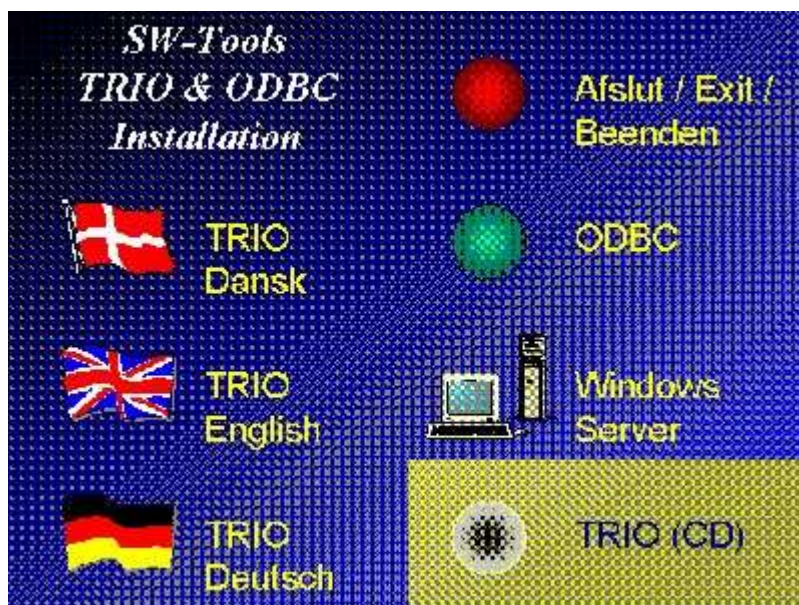 SW-Tools
TRIO & ODBC
Installation
Afslut / Exit /
Beenden
TRIO
Dansk
ODBC
TRIO
English
Windows
Server
TRIO
Deutsch
TRIO (CD)